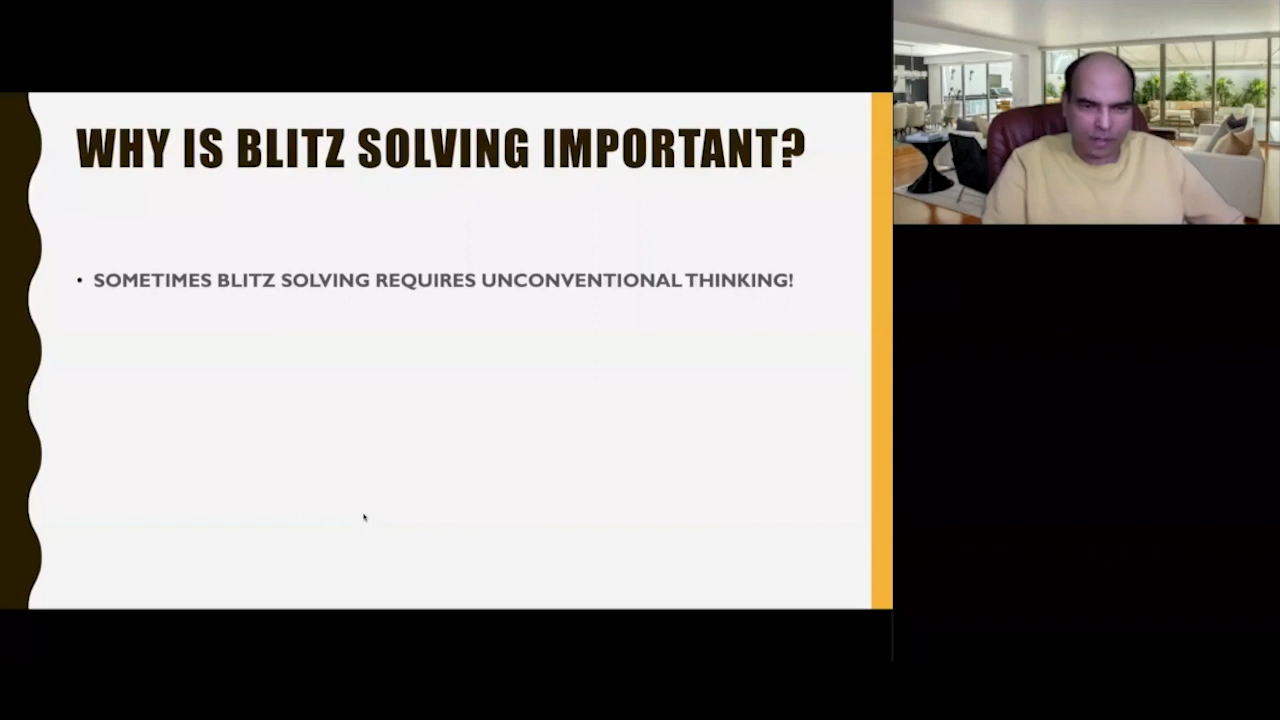 WHY IS BLITZ SOLVING IMPORTANT?
• SOMETIMES BLITZ SOLVING REQUIRES UNCONVENTIONAL THINKING!